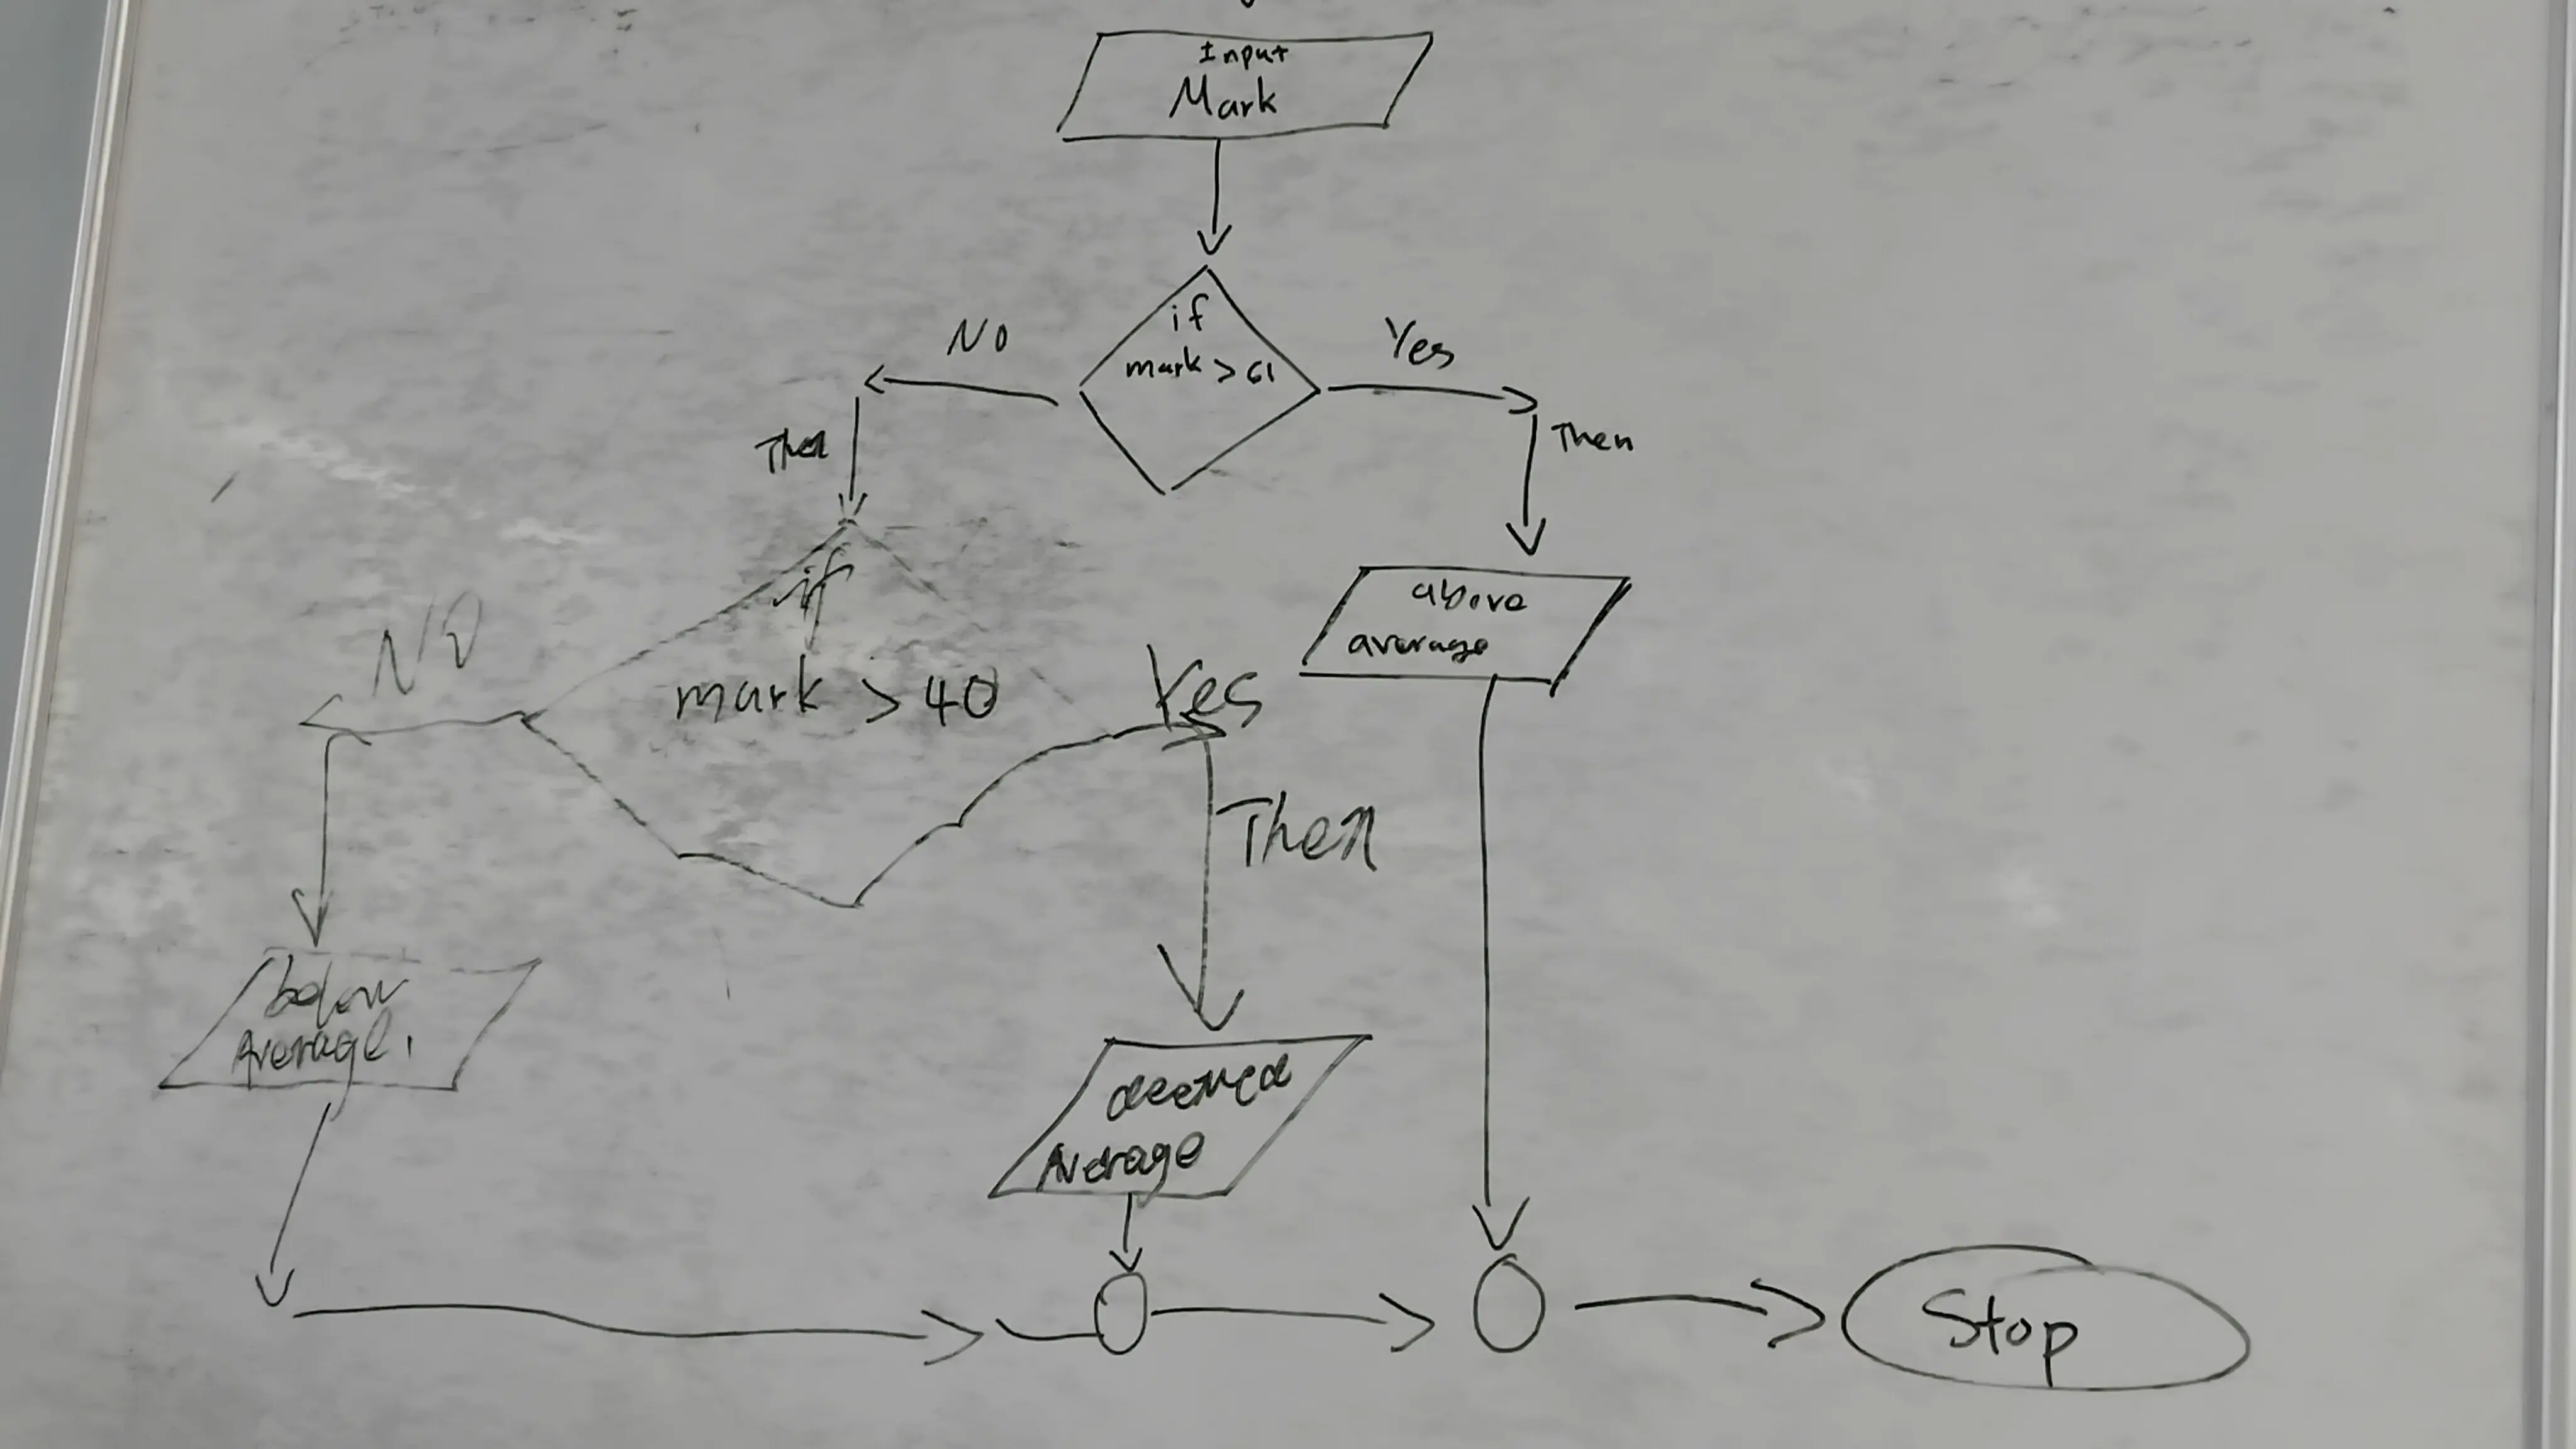 Input
Mark
if
mark > 61
No
Yes
Then
Then
if
mark > 40
above
average
No
Yes
Then
below
Average.
deemed
Average
Stop